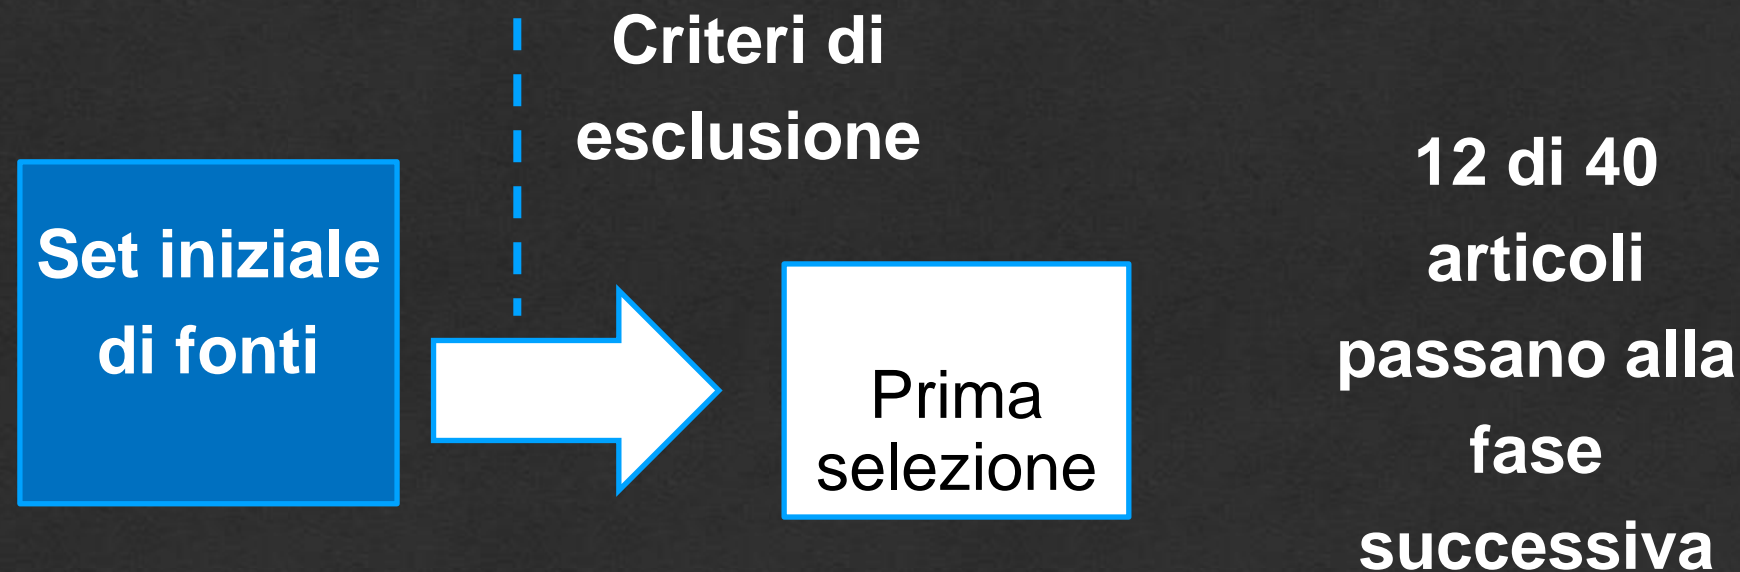 Set iniziale
di fonti
Criteri di
esclusione
Prima
selezione
12 di 40
articoli
passano alla
fase
successiva